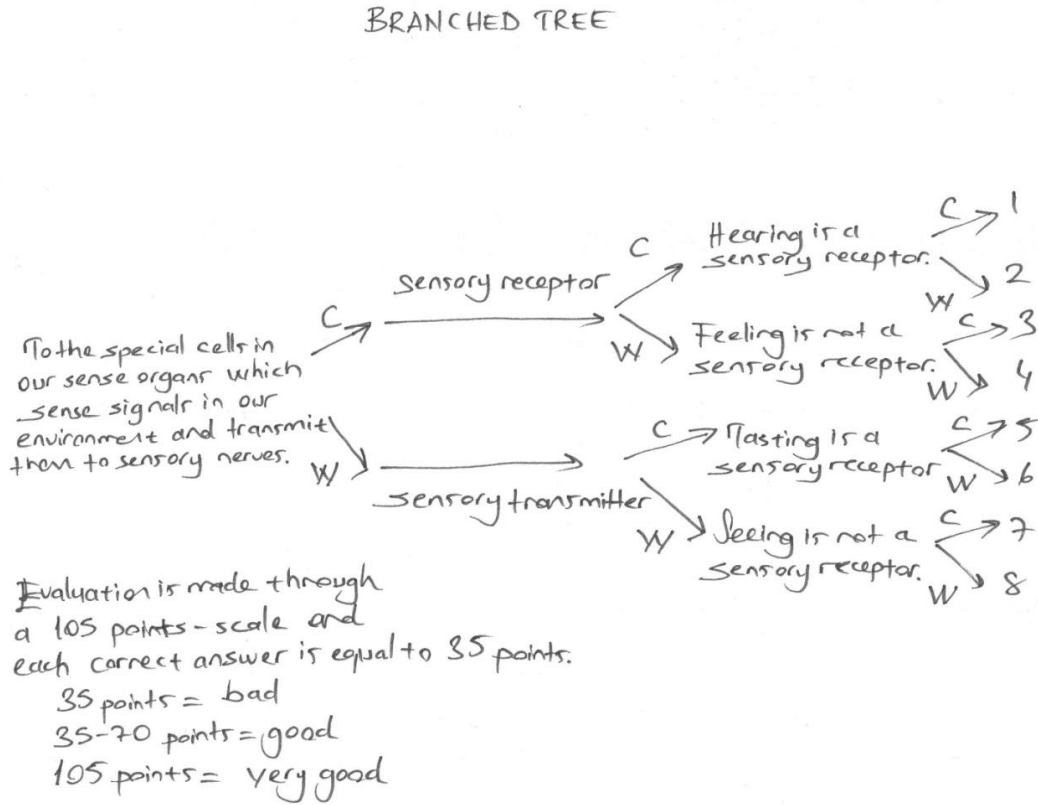 BRANCHED TREE
To the special cells in
our sense organs which
sense signals in our
environment and transmit
them to sensory nerves.
C
W
sensory receptor
sensory transmitter
C
W
C
W
Hearing is a
sensory receptor.
Feeling is not a
sensory receptor.
Tasting is a
sensory receptor
Seeing is not a
sensory receptor.
C
1
W
2
C
3
W
4
C
5
W
6
C
7
W
8
Evaluation is made through
a 105 points-scale and
each correct answer is equal to 35 points.
35 points = bad
35-70 points = good
105 points = very good